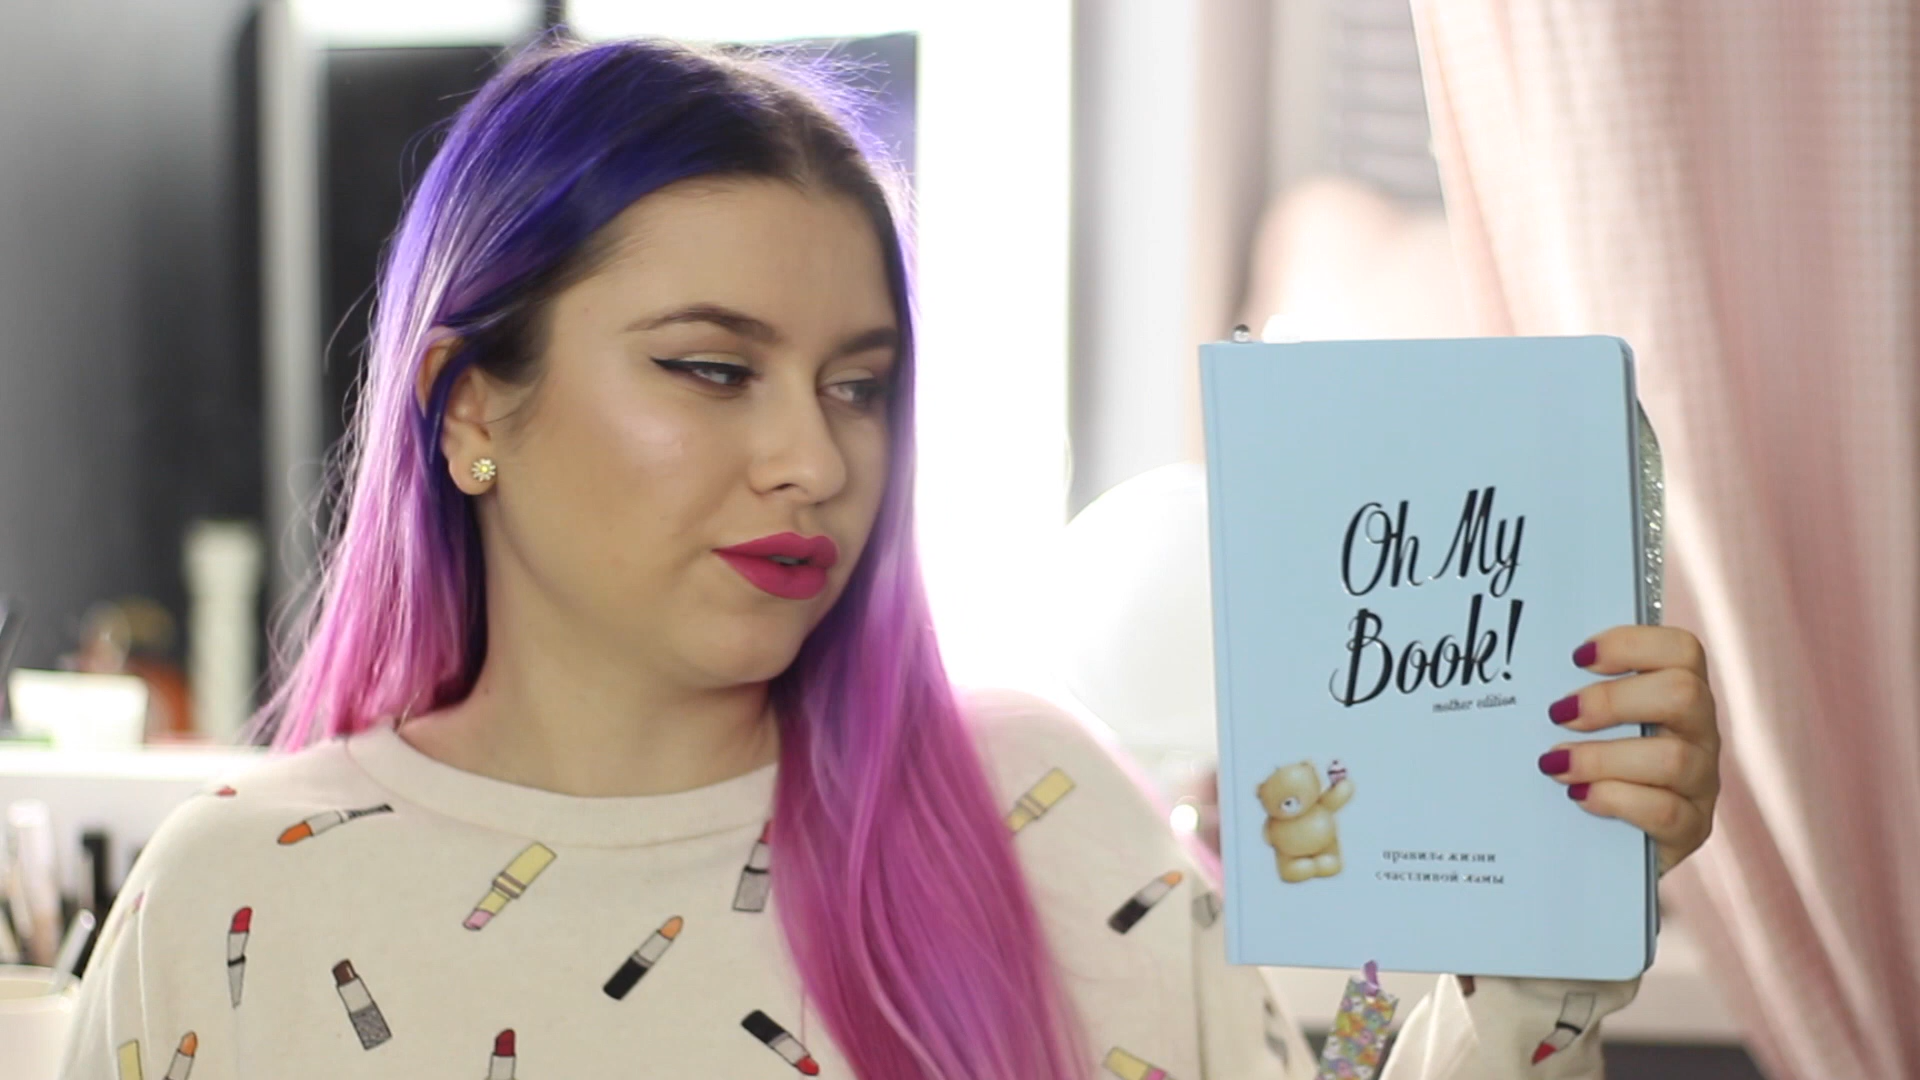 Oh My
Book!
mother edition
правила жизни
счастливой мамы